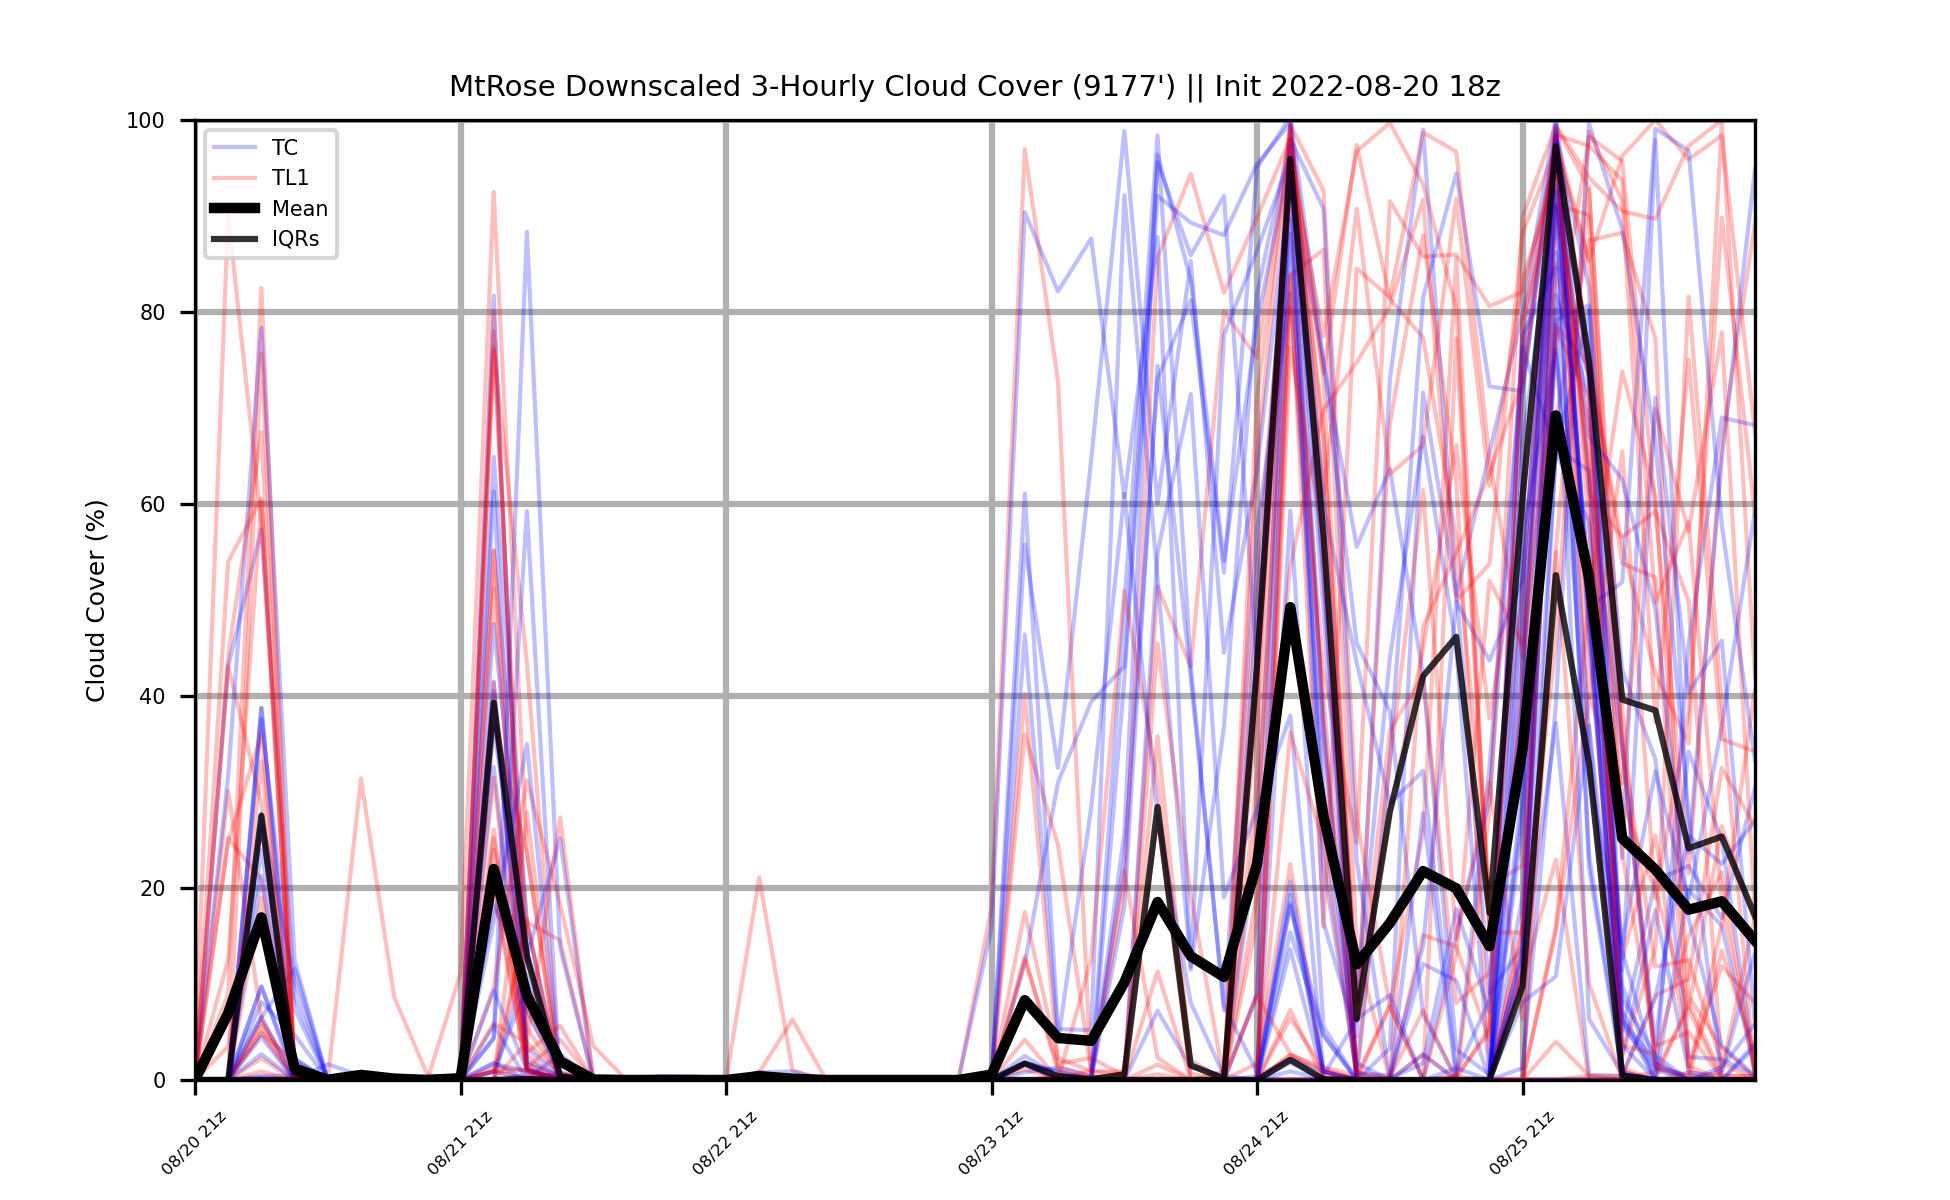 MtRose Downscaled 3-Hourly Cloud Cover (9177') || Init 2022-08-20 18z
Cloud Cover (%)
100
80
60
40
20
0
TC
TL1
Mean
IQRs
08/20 21z
08/21 21z
08/22 21z
08/23 21z
08/24 21z
08/25 21z